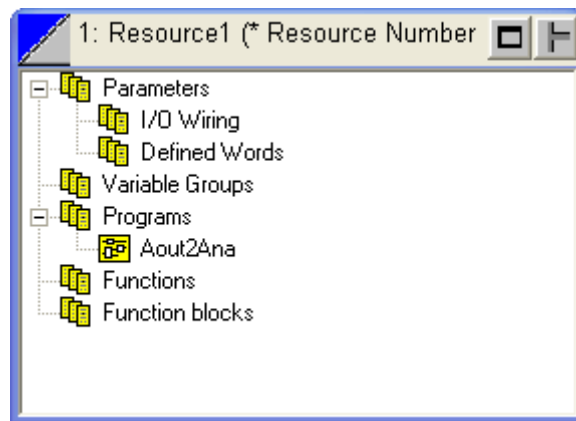 1: Resource1 (* Resource Number
Parameters
I/O Wiring
Defined Words
Variable Groups
Programs
Aout2Ana
Functions
Function blocks